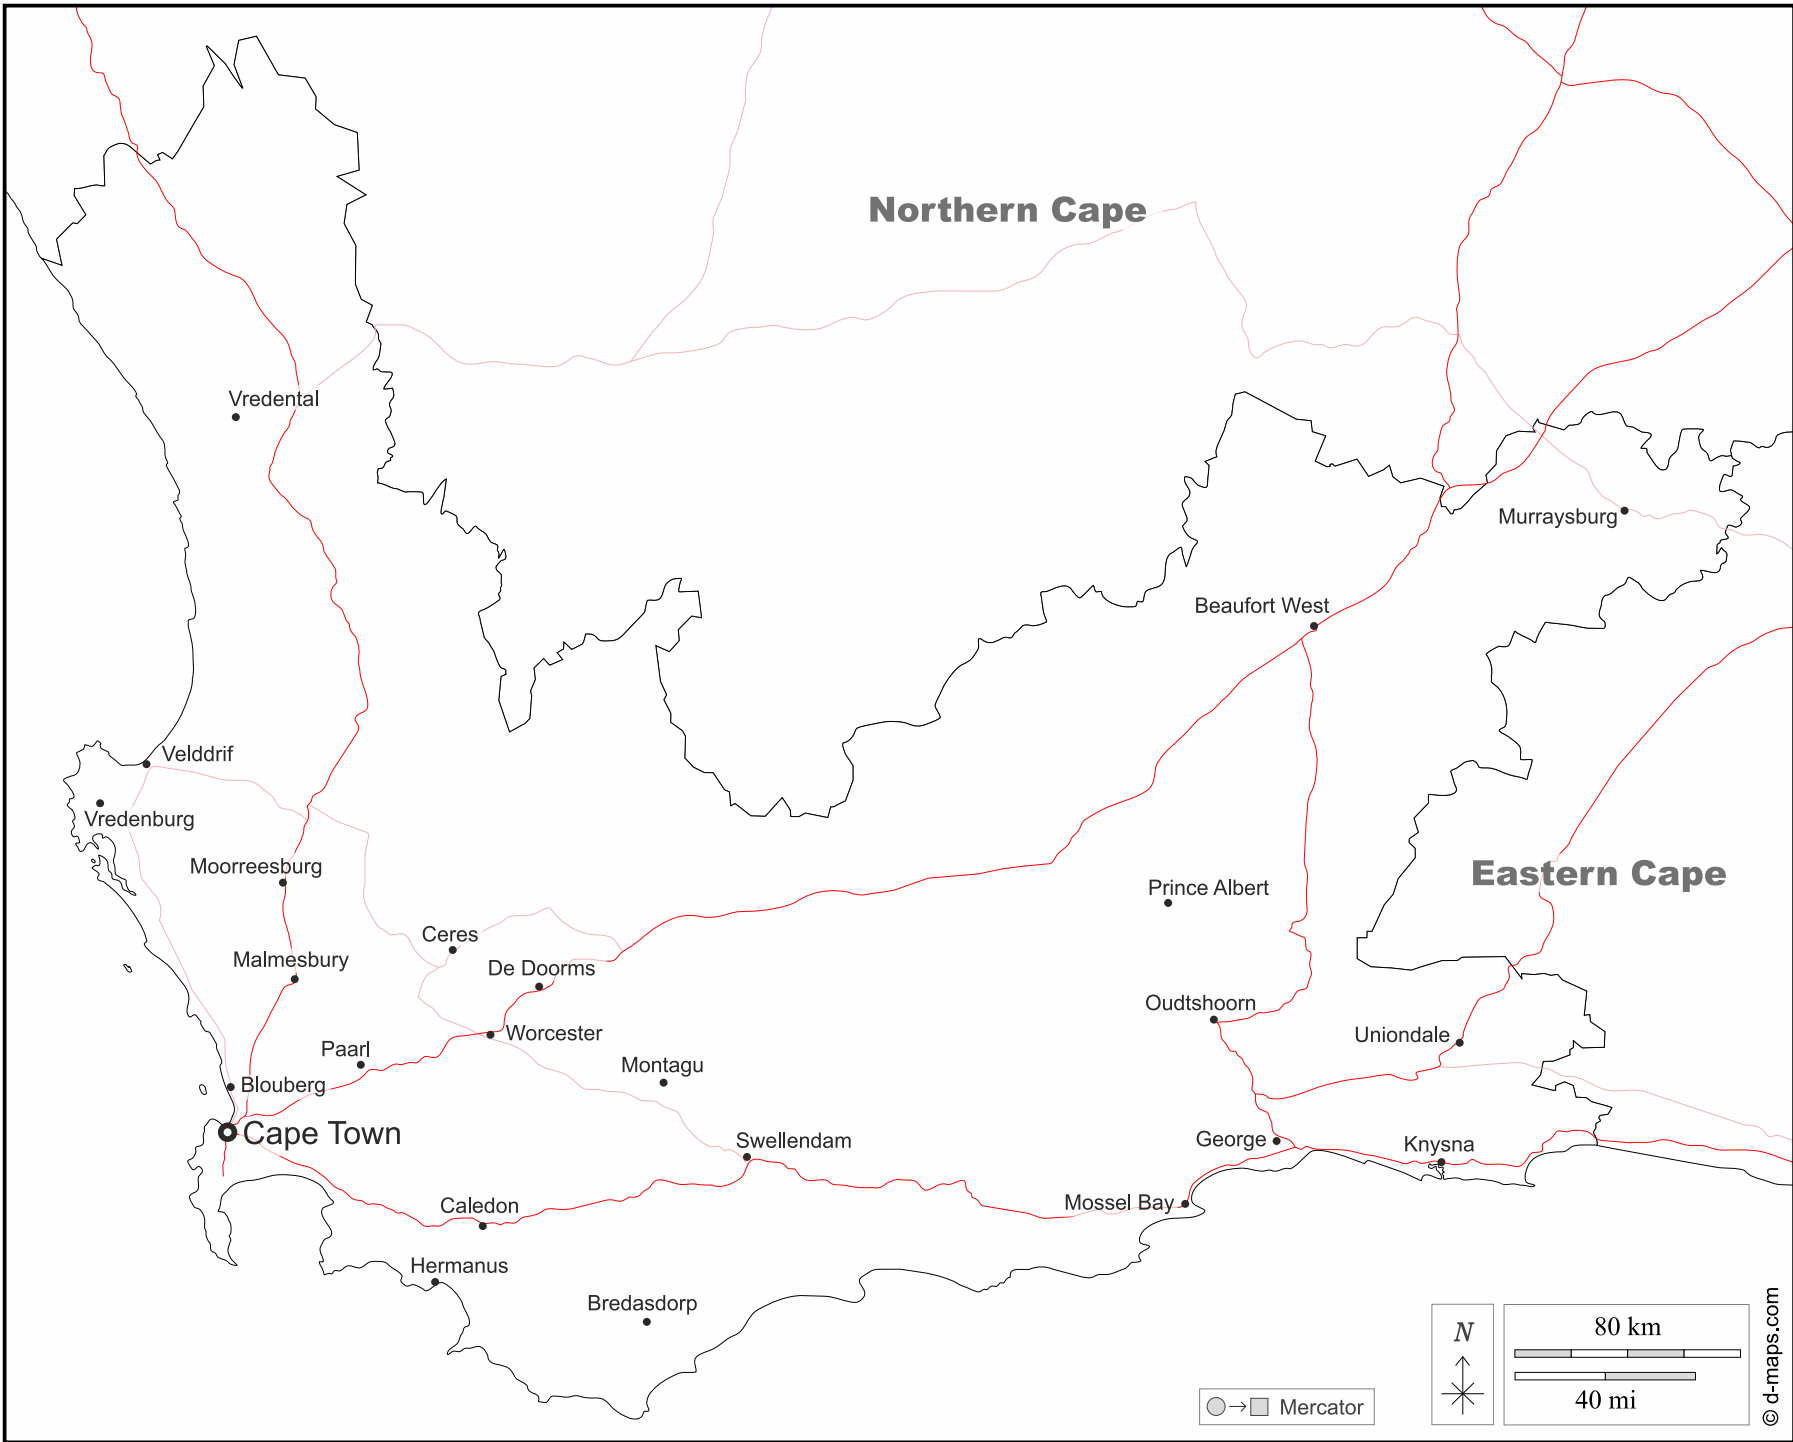 Northern Cape
Vredental
Murraysburg
Beaufort West
Velddrif
Vredenburg
Moorreesburg
Eastern Cape
Prince Albert
Ceres
Malmesbury
De Doorms
Oudtshoorn
Worcester
Uniondale
Paarl
Montagu
Blouberg
Cape Town
Swellendam
George
Knysna
Caledon
Mossel Bay
Hermanus
Bredasdorp
N
80 km
40 mi
Mercator
© d-maps.com